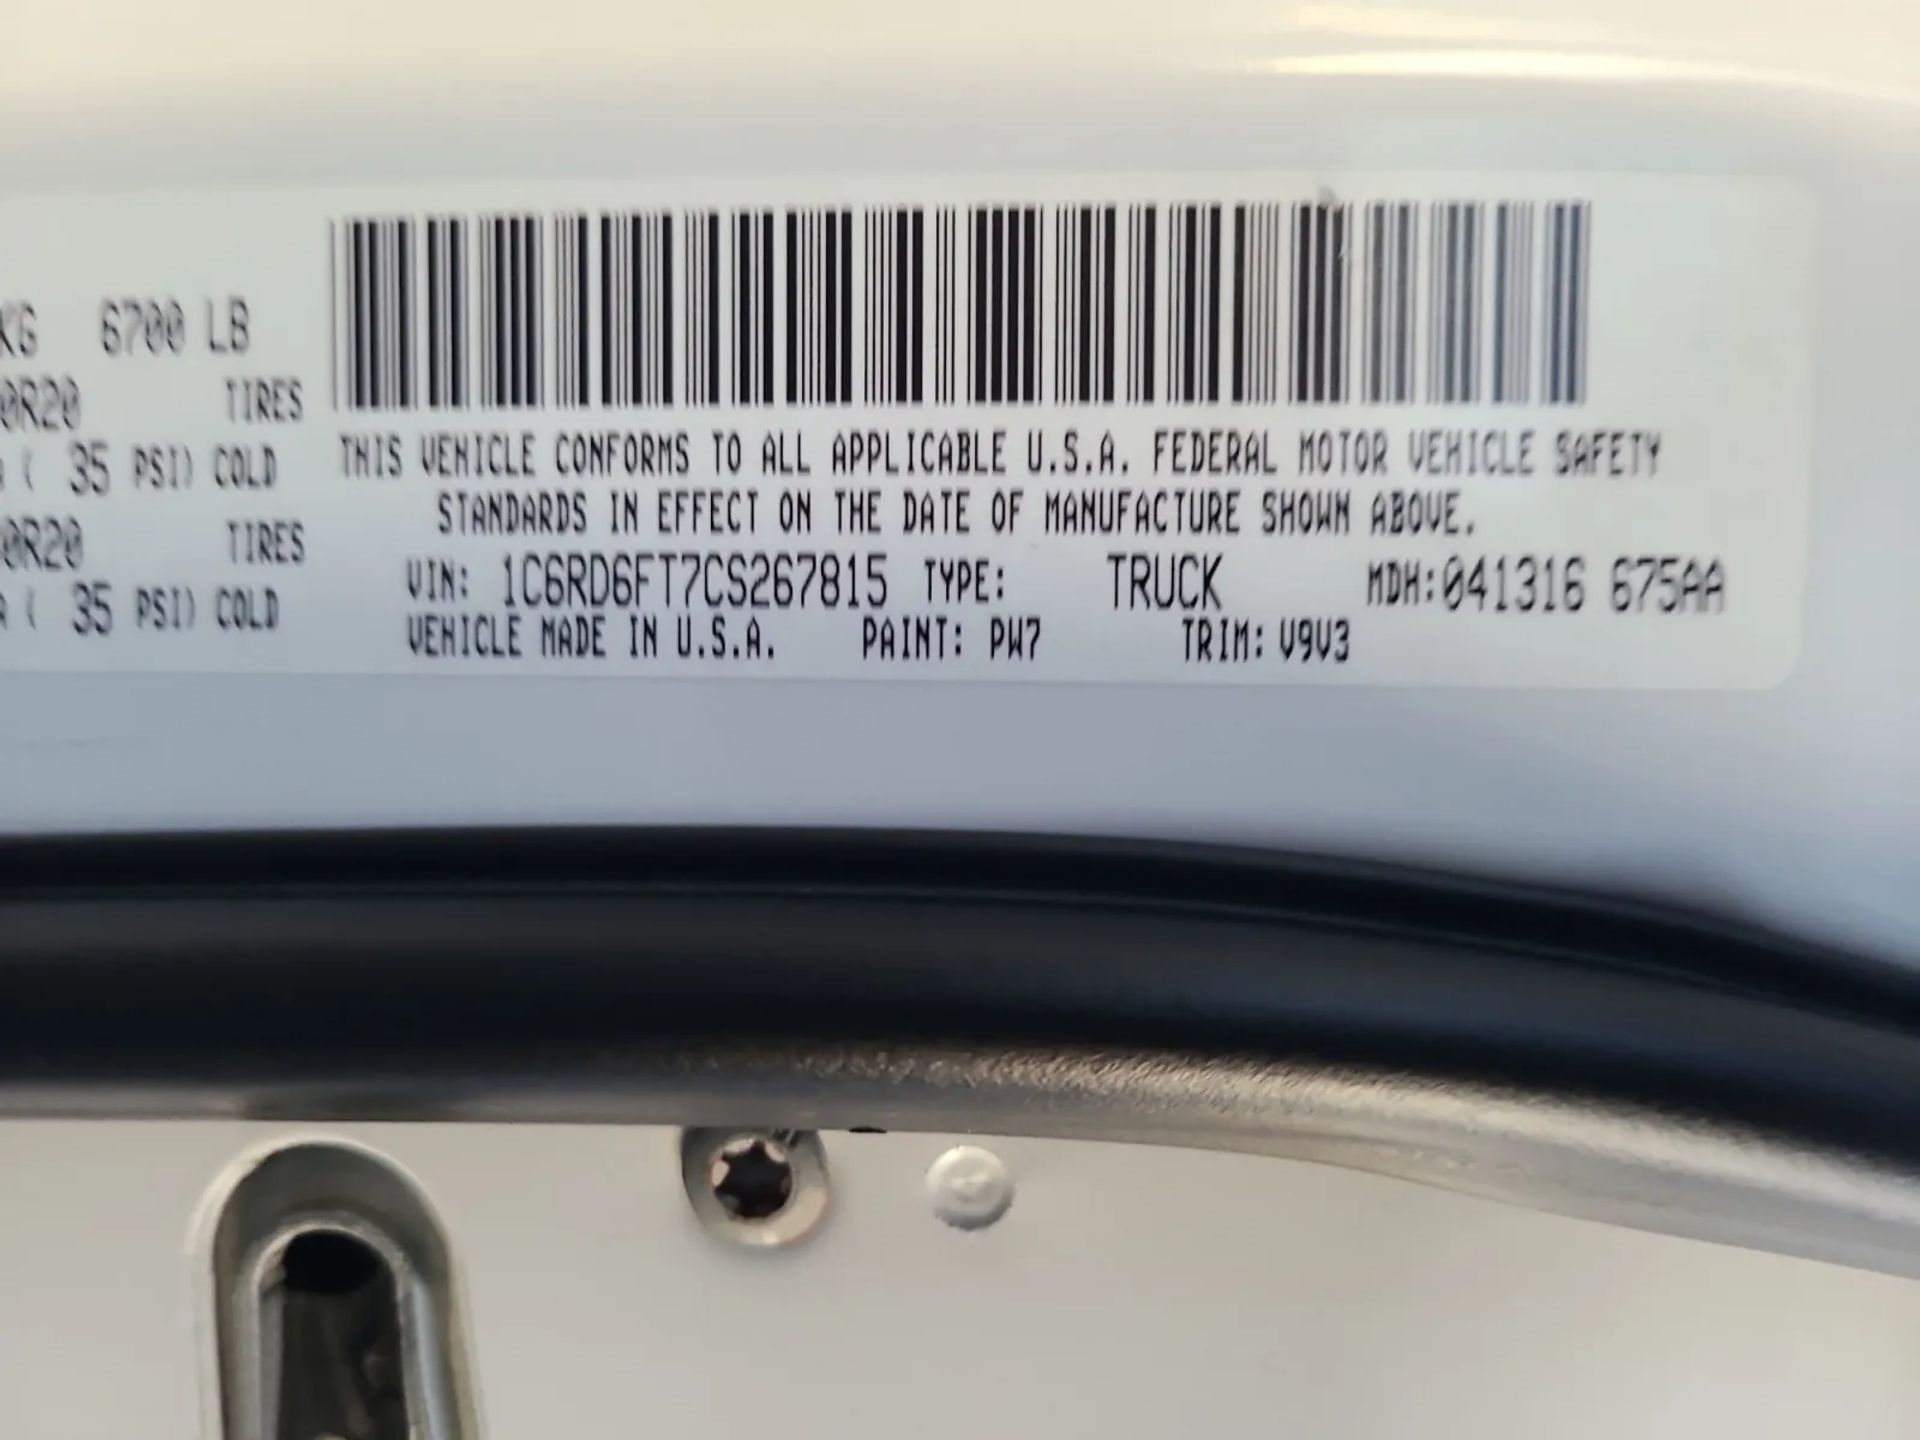 KG 6700 LB
0R20 TIRES
( 35 PSI) COLD
0R20 TIRES
( 35 PSI) COLD
THIS VEHICLE CONFORMS TO ALL APPLICABLE U.S.A. FEDERAL MOTOR VEHICLE SAFETY
STANDARDS IN EFFECT ON THE DATE OF MANUFACTURE SHOWN ABOVE.
VIN: 1C6RD6FT7CS267815 TYPE: TRUCK MDH:041316 675AA
VEHICLE MADE IN U.S.A. PAINT: PW7 TRIM: V9V3